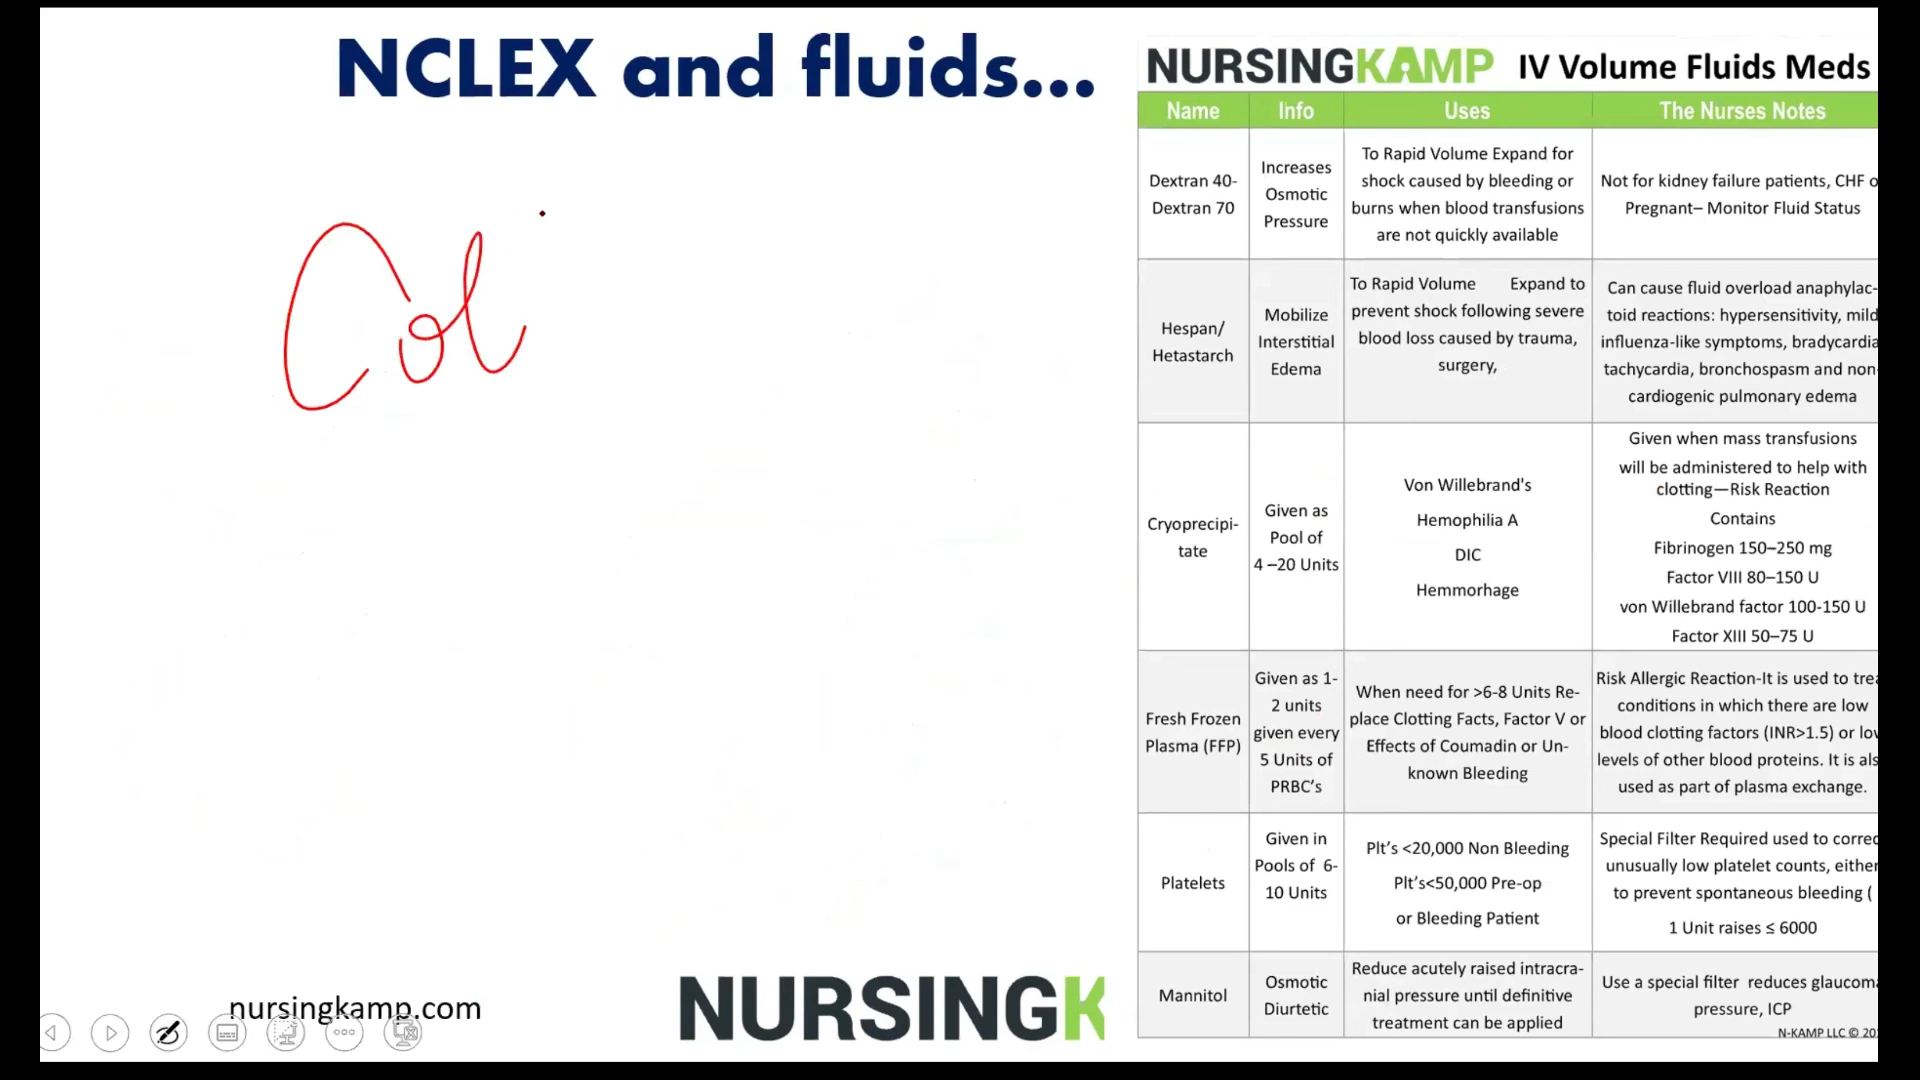 NCLEX and fluids...
Col
nursingkamp.com
NURSINGK
NURSINGKAMP IV Volume Fluids Meds
Name Info Uses The Nurses Notes
Dextran 40-
Dextran 70
Increases
Osmotic
Pressure
To Rapid Volume Expand for
shock caused by bleeding or
burns when blood transfusions
are not quickly available
Not for kidney failure patients, CHF o
Pregnant– Monitor Fluid Status
Hespan/
Hetastarch
Mobilize
Interstitial
Edema
To Rapid Volume Expand to
prevent shock following severe
blood loss caused by trauma,
surgery,
Can cause fluid overload anaphylac-
toid reactions: hypersensitivity, mild
influenza-like symptoms, bradycardia
tachycardia, bronchospasm and non-
cardiogenic pulmonary edema
Cryoprecipi-
tate
Given as
Pool of
4 –20 Units
Von Willebrand's
Hemophilia A
DIC
Hemmorhage
Given when mass transfusions
will be administered to help with
clotting—Risk Reaction
Contains
Fibrinogen 150–250 mg
Factor VIII 80–150 U
von Willebrand factor 100-150 U
Factor XIII 50–75 U
Fresh Frozen
Plasma (FFP)
Given as 1-
2 units
given every
5 Units of
PRBC's
When need for >6-8 Units Re-
place Clotting Facts, Factor V or
Effects of Coumadin or Un-
known Bleeding
Risk Allergic Reaction-It is used to trea
conditions in which there are low
blood clotting factors (INR>1.5) or lov
levels of other blood proteins. It is als
used as part of plasma exchange.
Platelets
Given in
Pools of 6-
10 Units
Plt's <20,000 Non Bleeding
Plt's<50,000 Pre-op
or Bleeding Patient
Special Filter Required used to correc
unusually low platelet counts, either
to prevent spontaneous bleeding (
1 Unit raises ≤ 6000
Mannitol
Osmotic
Diurtetic
Reduce acutely raised intracra-
nial pressure until definitive
treatment can be applied
Use a special filter reduces glaucoma
pressure, ICP
N-KAMP LLC © 20